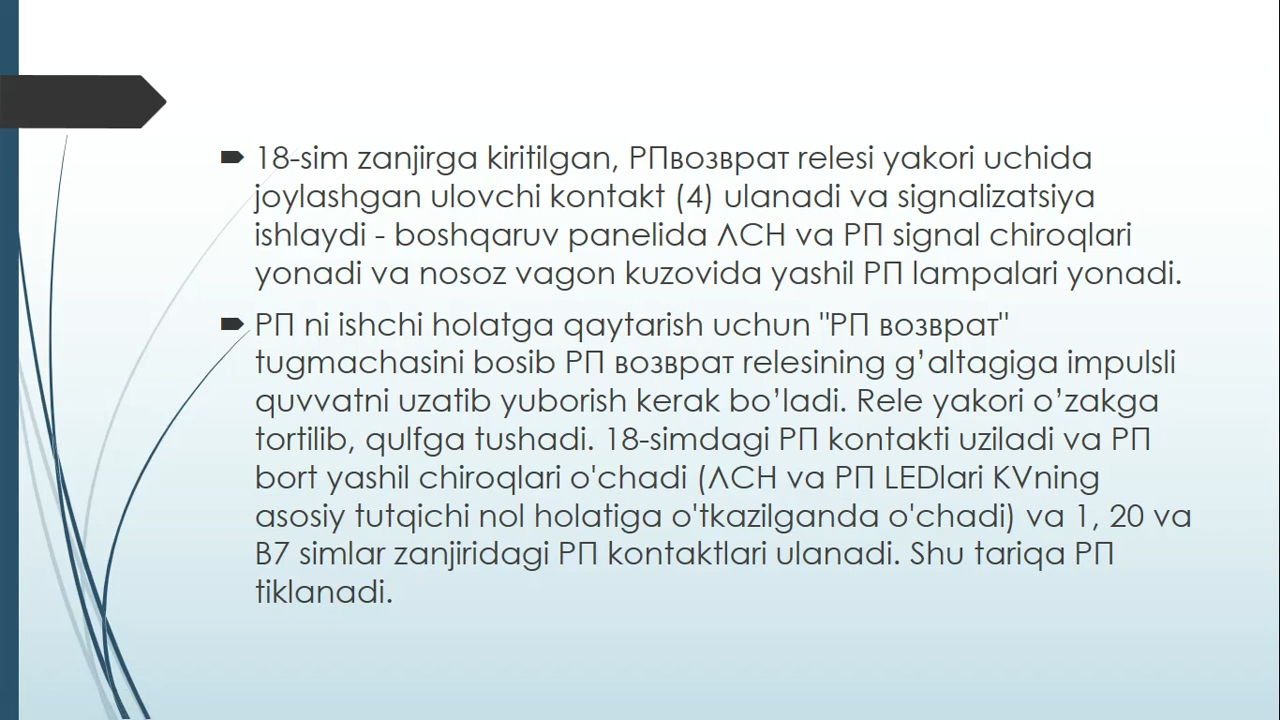 18-sim zanjirga kiritilgan, РПвозврат relesi yakori uchida
joylashgan ulovchi kontakt (4) ulanadi va signalizatsiya
ishlaydi - boshqaruv panelida ЛСН va РП signal chiroqlari
yonadi va nosoz vagon kuzovida yashil РП lampalari yonadi.
РП ni ishchi holatga qaytarish uchun "РП возврат"
tugmachasini bosib РП возврат relesining g’altagiga impulsli
quvvatni uzatib yuborish kerak bo’ladi. Rele yakori o’zakga
tortilib, qulfga tushadi. 18-simdagi РП kontakti uziladi va РП
bort yashil chiroqlari o'chadi (ЛСН va РП LEDlari KVning
asosiy tutqichi nol holatiga o'tkazilganda o'chadi) va 1, 20 va
B7 simlar zanjiridagi РП kontaktlari ulanadi. Shu tariqa РП
tiklanadi.